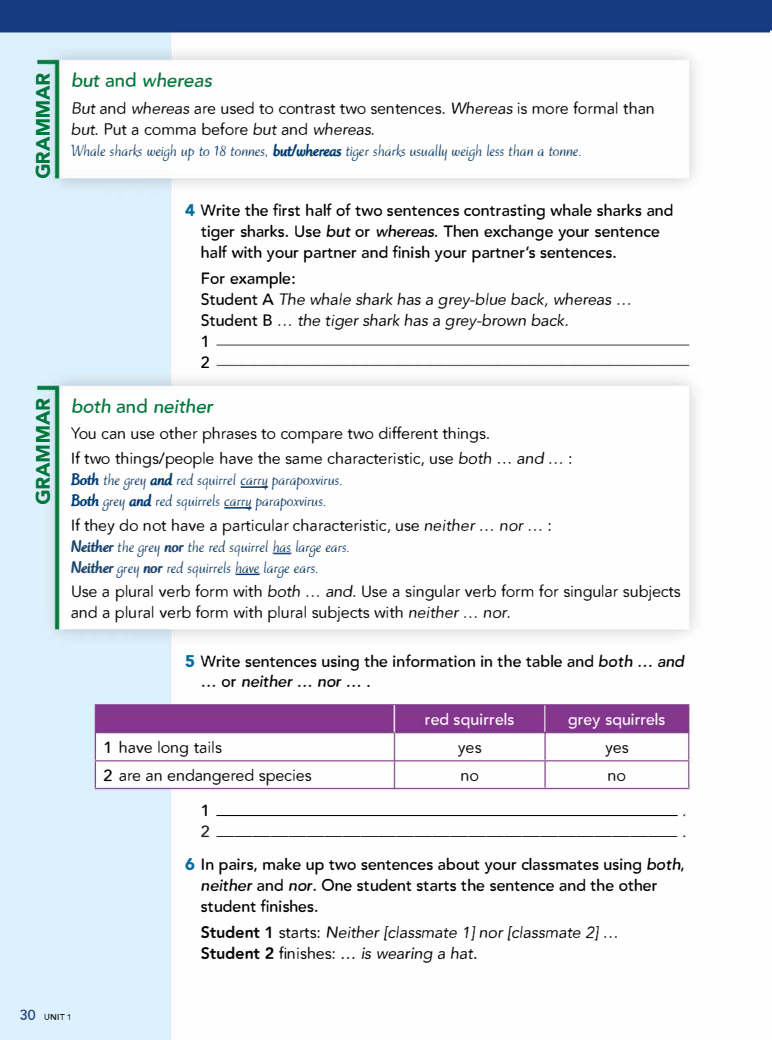 GRAMMAR
but and whereas
But and whereas are used to contrast two sentences. Whereas is more formal than
but. Put a comma before but and whereas.
Whale sharks weigh up to 18 tonnes, but/whereas tiger sharks usually weigh less than a tonne.
4 Write the first half of two sentences contrasting whale sharks and
tiger sharks. Use but or whereas. Then exchange your sentence
half with your partner and finish your partner's sentences.
For example:
Student A The whale shark has a grey-blue back, whereas …
Student B … the tiger shark has a grey-brown back.
1
2
GRAMMAR
both and neither
You can use other phrases to compare two different things.
If two things/people have the same characteristic, use both … and … :
Both the grey and red squirrel carry parapoxvirus.
Both grey and red squirrels carry parapoxvirus.
If they do not have a particular characteristic, use neither … nor … :
Neither the grey nor the red squirrel has large ears.
Neither grey nor red squirrels have large ears.
Use a plural verb form with both … and. Use a singular verb form for singular subjects
and a plural verb form with plural subjects with neither … nor.
5 Write sentences using the information in the table and both … and
… or neither … nor … .
red squirrels grey squirrels
1 have long tails yes yes
2 are an endangered species no no
1 .
2 .
6 In pairs, make up two sentences about your classmates using both,
neither and nor. One student starts the sentence and the other
student finishes.
Student 1 starts: Neither [classmate 1] nor [classmate 2] …
Student 2 finishes: … is wearing a hat.
30 UNIT 1